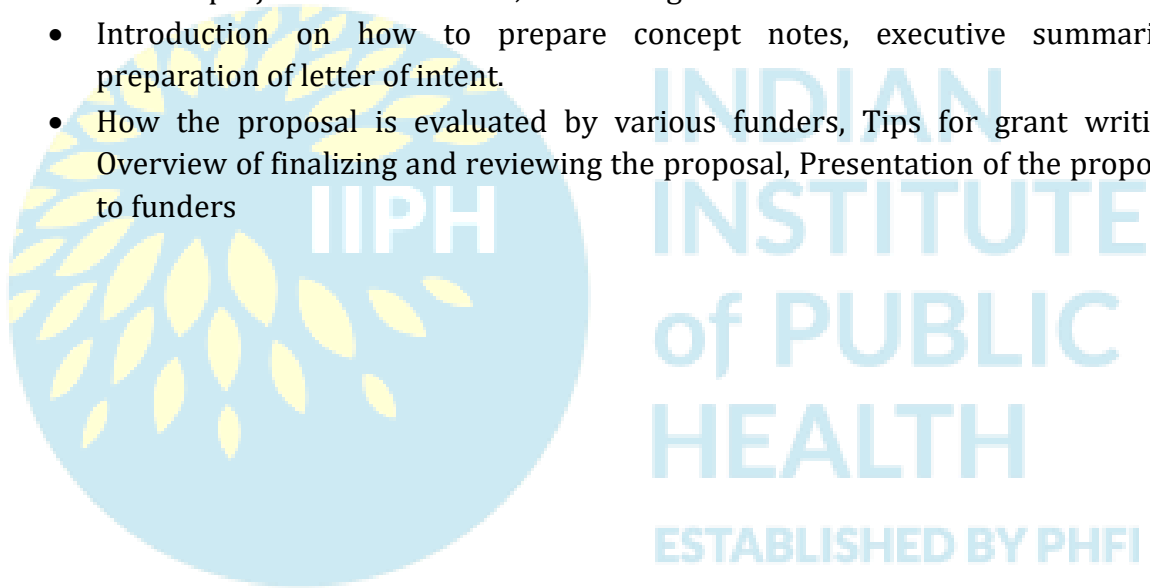 • Introduction on how to prepare concept notes, executive summari
preparation of letter of intent.
• How the proposal is evaluated by various funders, Tips for grant writi
Overview of finalizing and reviewing the proposal, Presentation of the propo
to funders
IIPH
INDIAN
INSTITUTE
of PUBLIC
HEALTH
ESTABLISHED BY PHFI